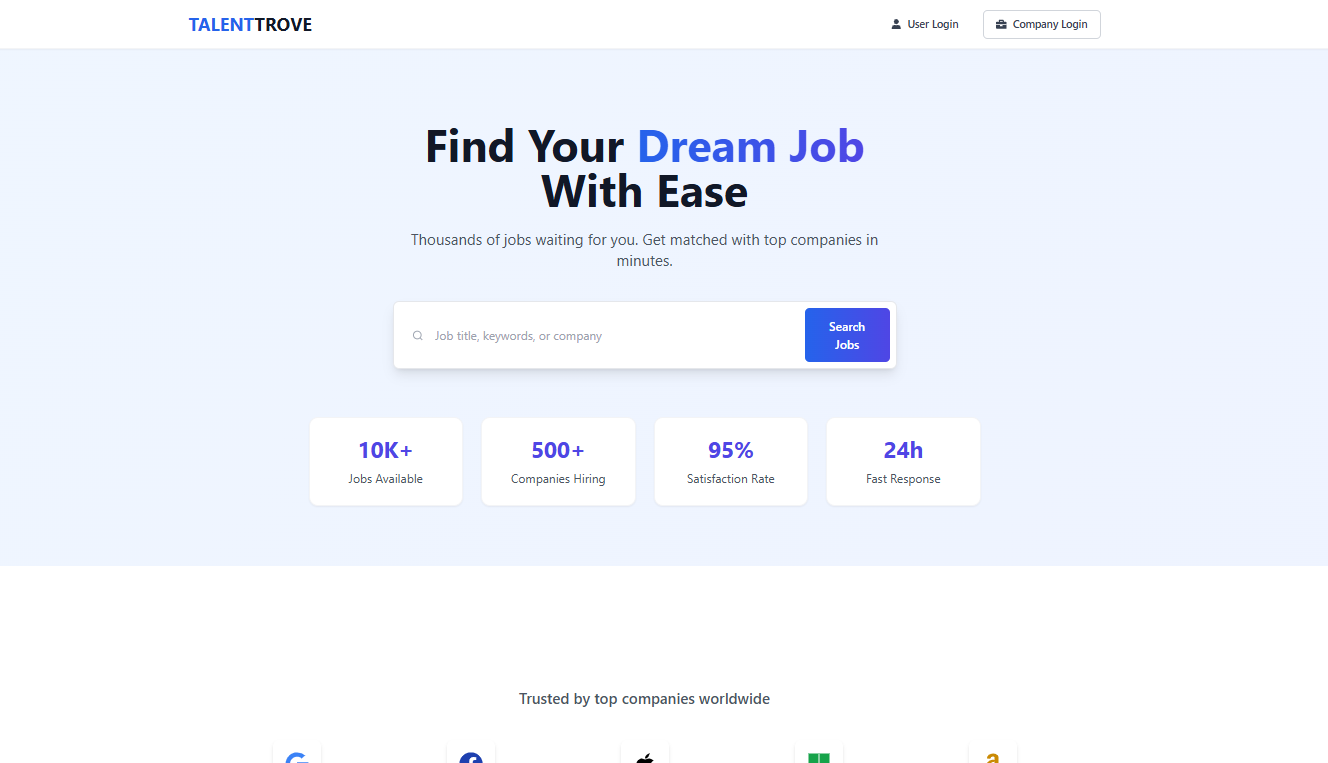 TALENTTROVE
User Login
Company Login
Find Your Dream Job
With Ease
Thousands of jobs waiting for you. Get matched with top companies in
minutes.
Job title, keywords, or company
Search
Jobs
10K+
Jobs Available
500+
Companies Hiring
95%
Satisfaction Rate
24h
Fast Response
Trusted by top companies worldwide